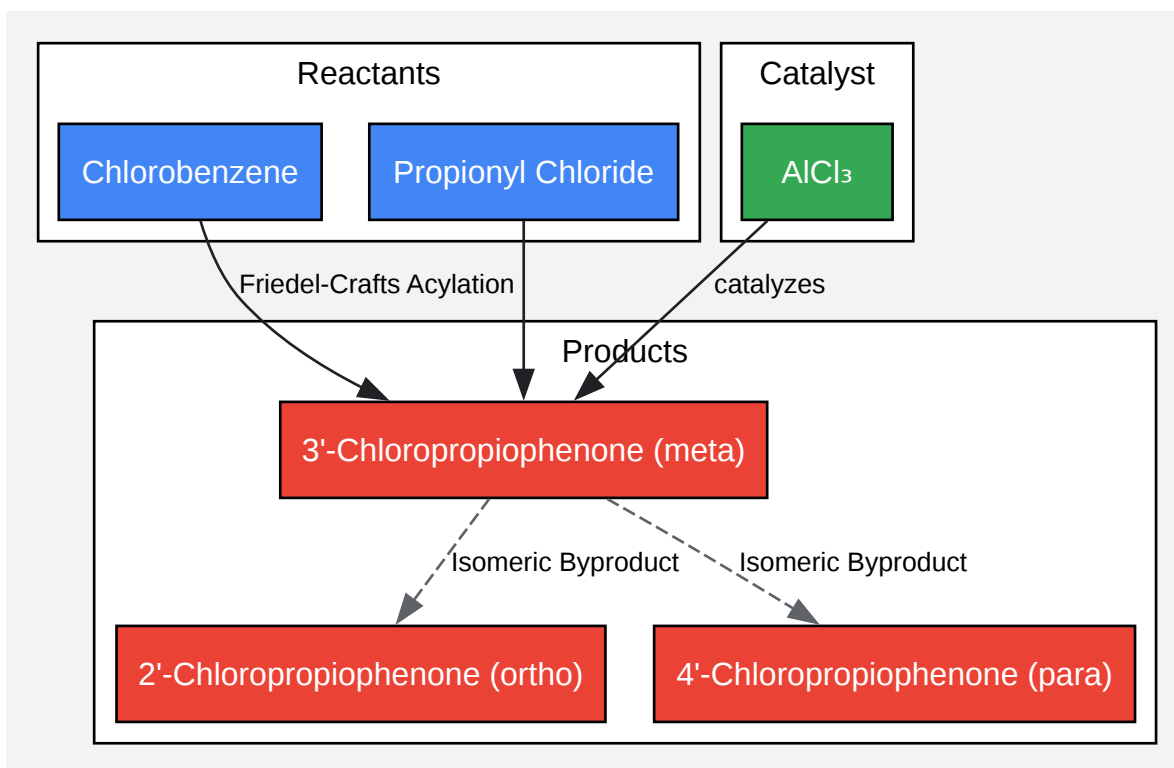 Reactants
Catalyst
Chlorobenzene
Propionyl Chloride
AlCl₃
Friedel-Crafts Acylation
catalyzes
Products
3'-Chloropropiophenone (meta)
Isomeric Byproduct
Isomeric Byproduct
2'-Chloropropiophenone (ortho)
4'-Chloropropiophenone (para)